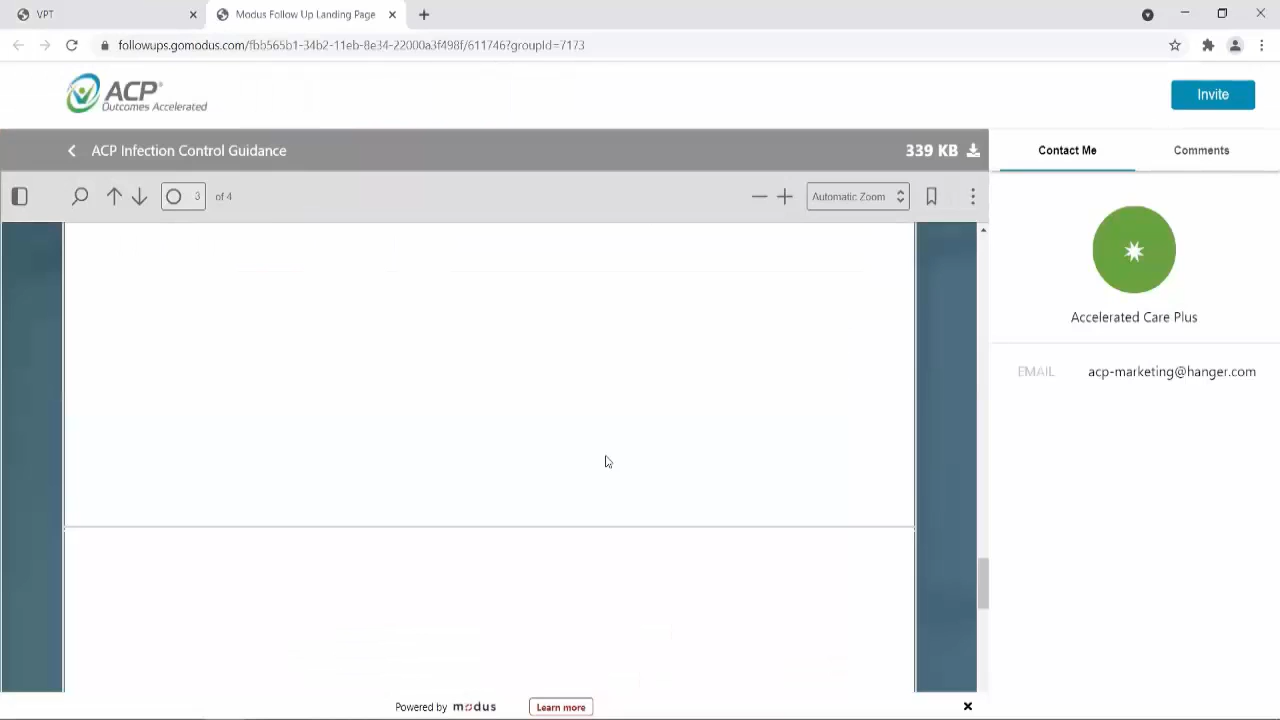 VPT
Modus Follow Up Landing Page
followups.gomodus.com/fbb565b1-34b2-11eb-8e34-22000a3f498f/611746?groupId=7173
ACP®
Outcomes Accelerated
Invite
ACP Infection Control Guidance
339 KB
Contact Me
Comments
3 of 4
Automatic Zoom
Accelerated Care Plus
EMAIL acp-marketing@hanger.com
Powered by modus
Learn more